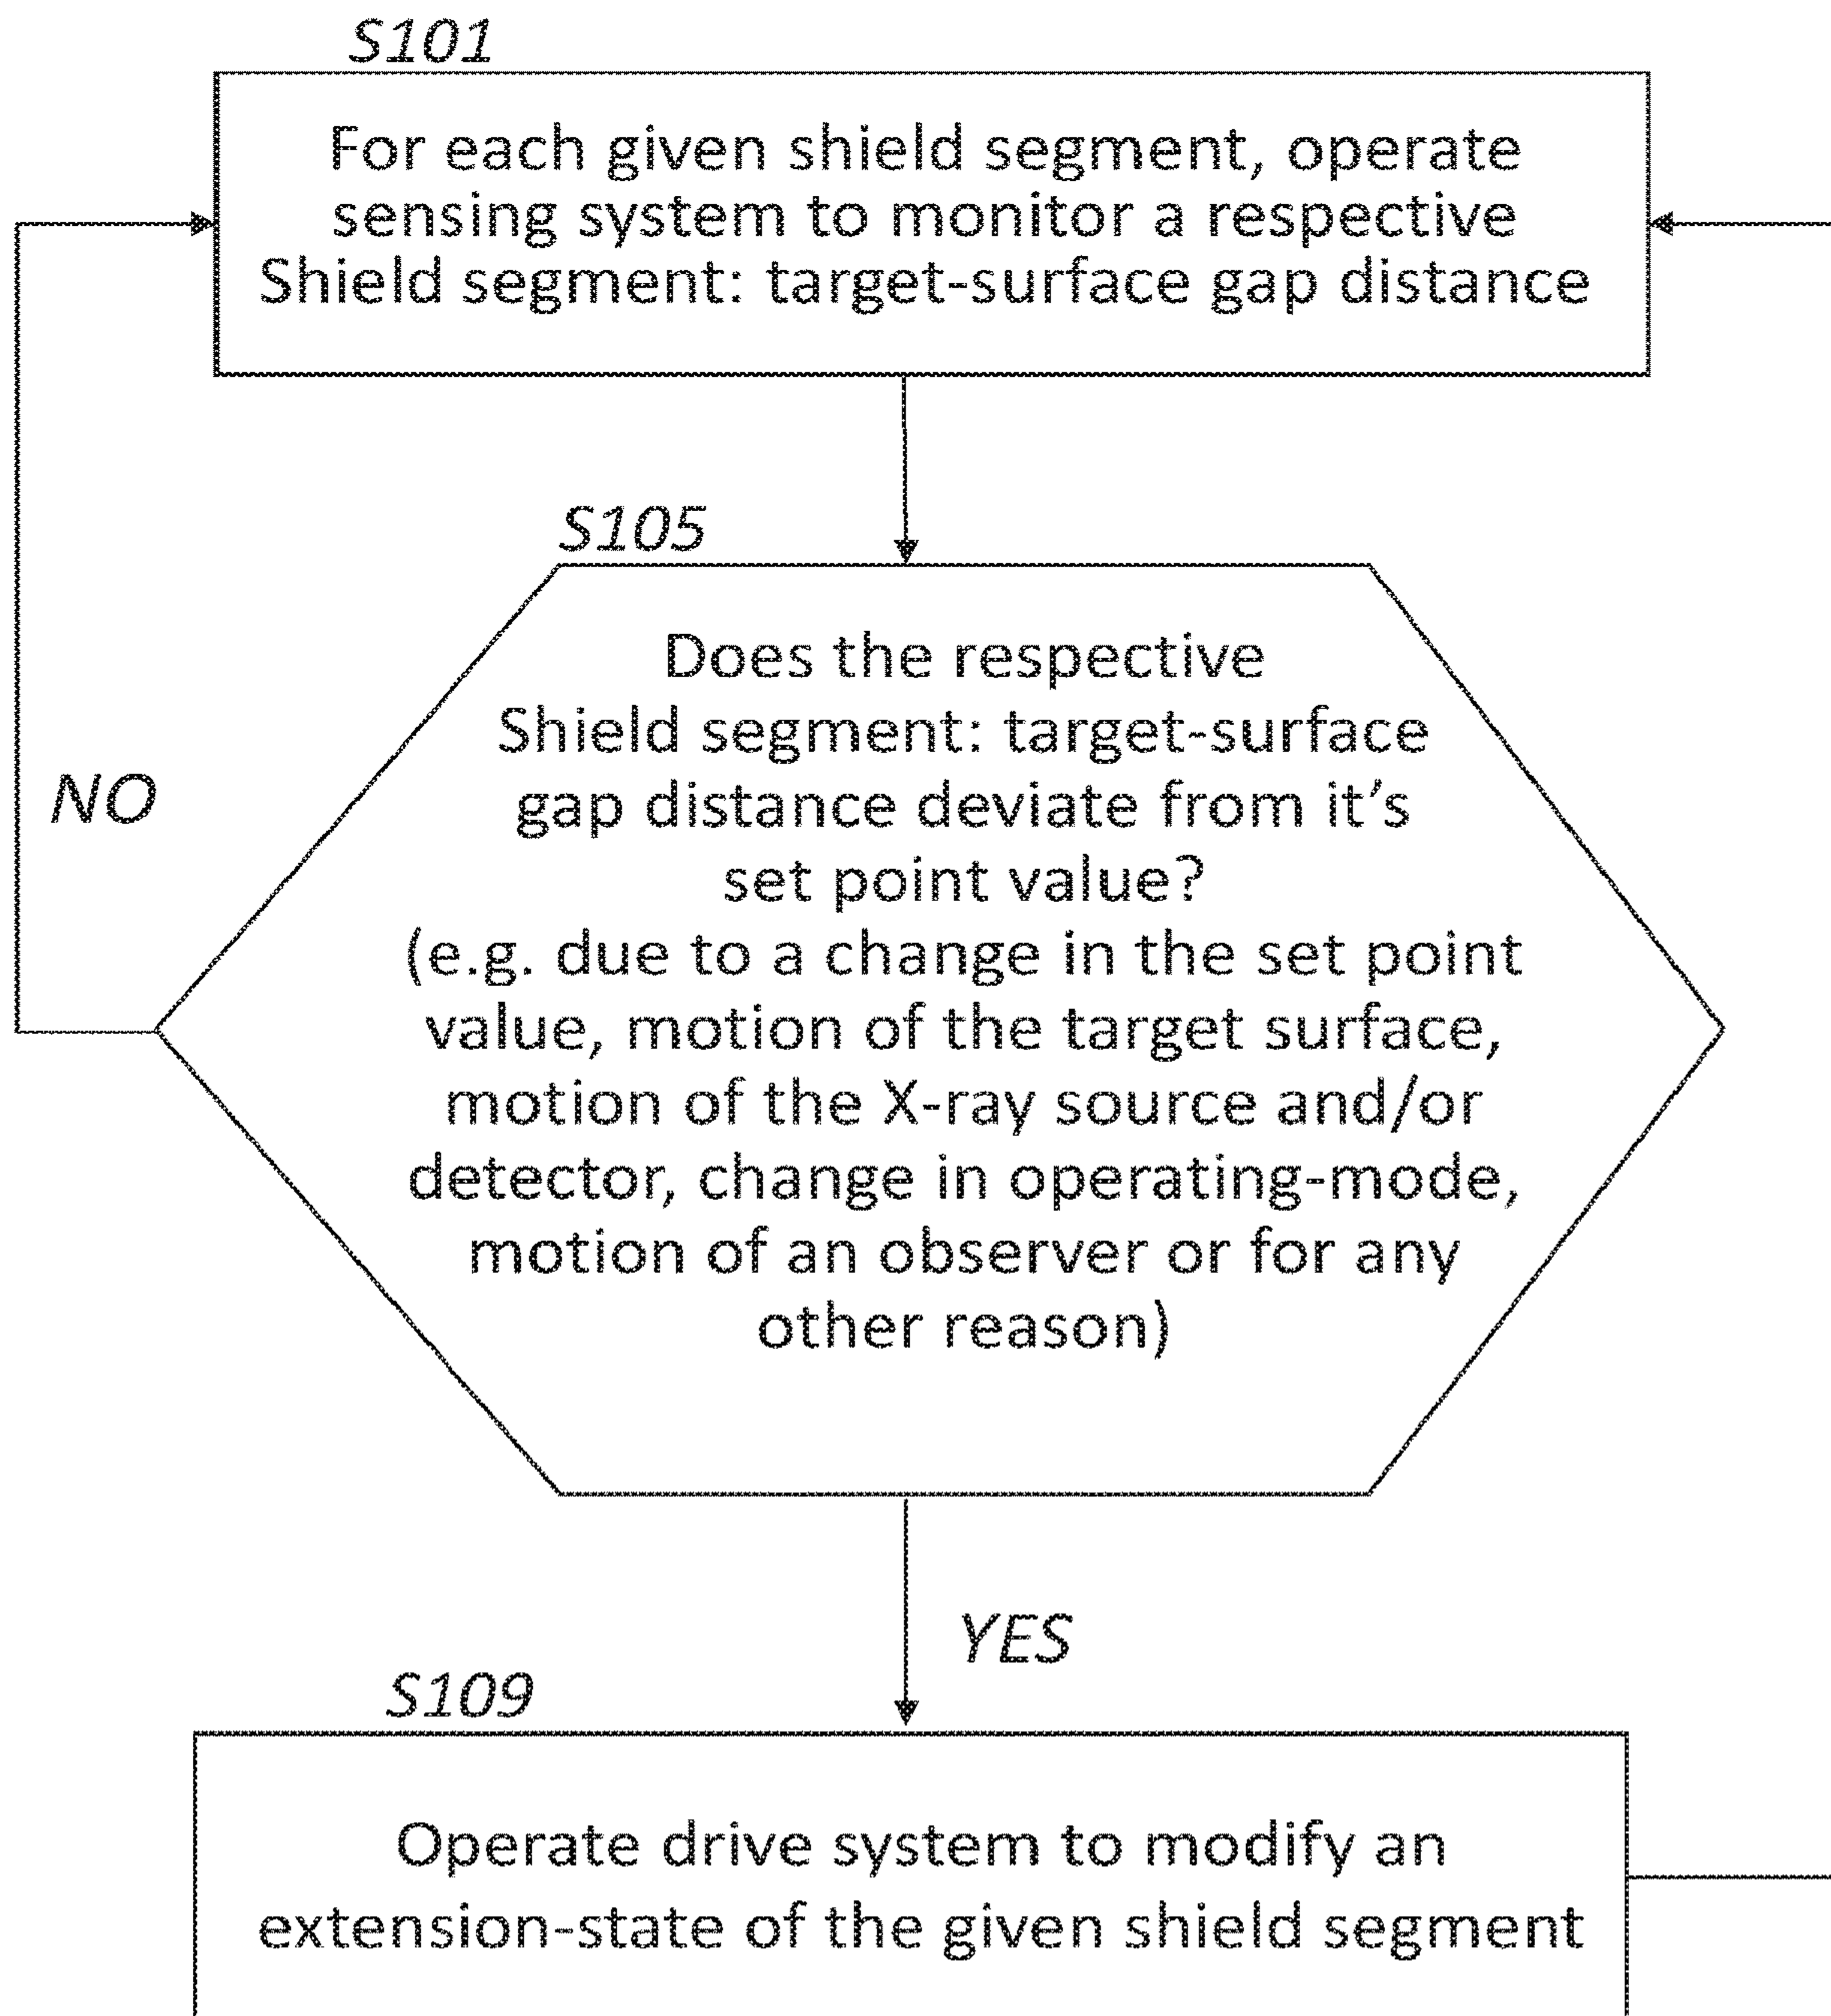 S101
For each given shield segment, operate
sensing system to monitor a respective
Shield segment: target-surface gap distance
S105
Does the respective
Shield segment: target-surface
gap distance deviate from it's
set point value?
(e.g. due to a change in the set point
value, motion of the target surface,
motion of the X-ray source and/or
detector, change in operating-mode,
motion of an observer or for any
other reason)
NO
YES
S109
Operate drive system to modify an
extension-state of the given shield segment